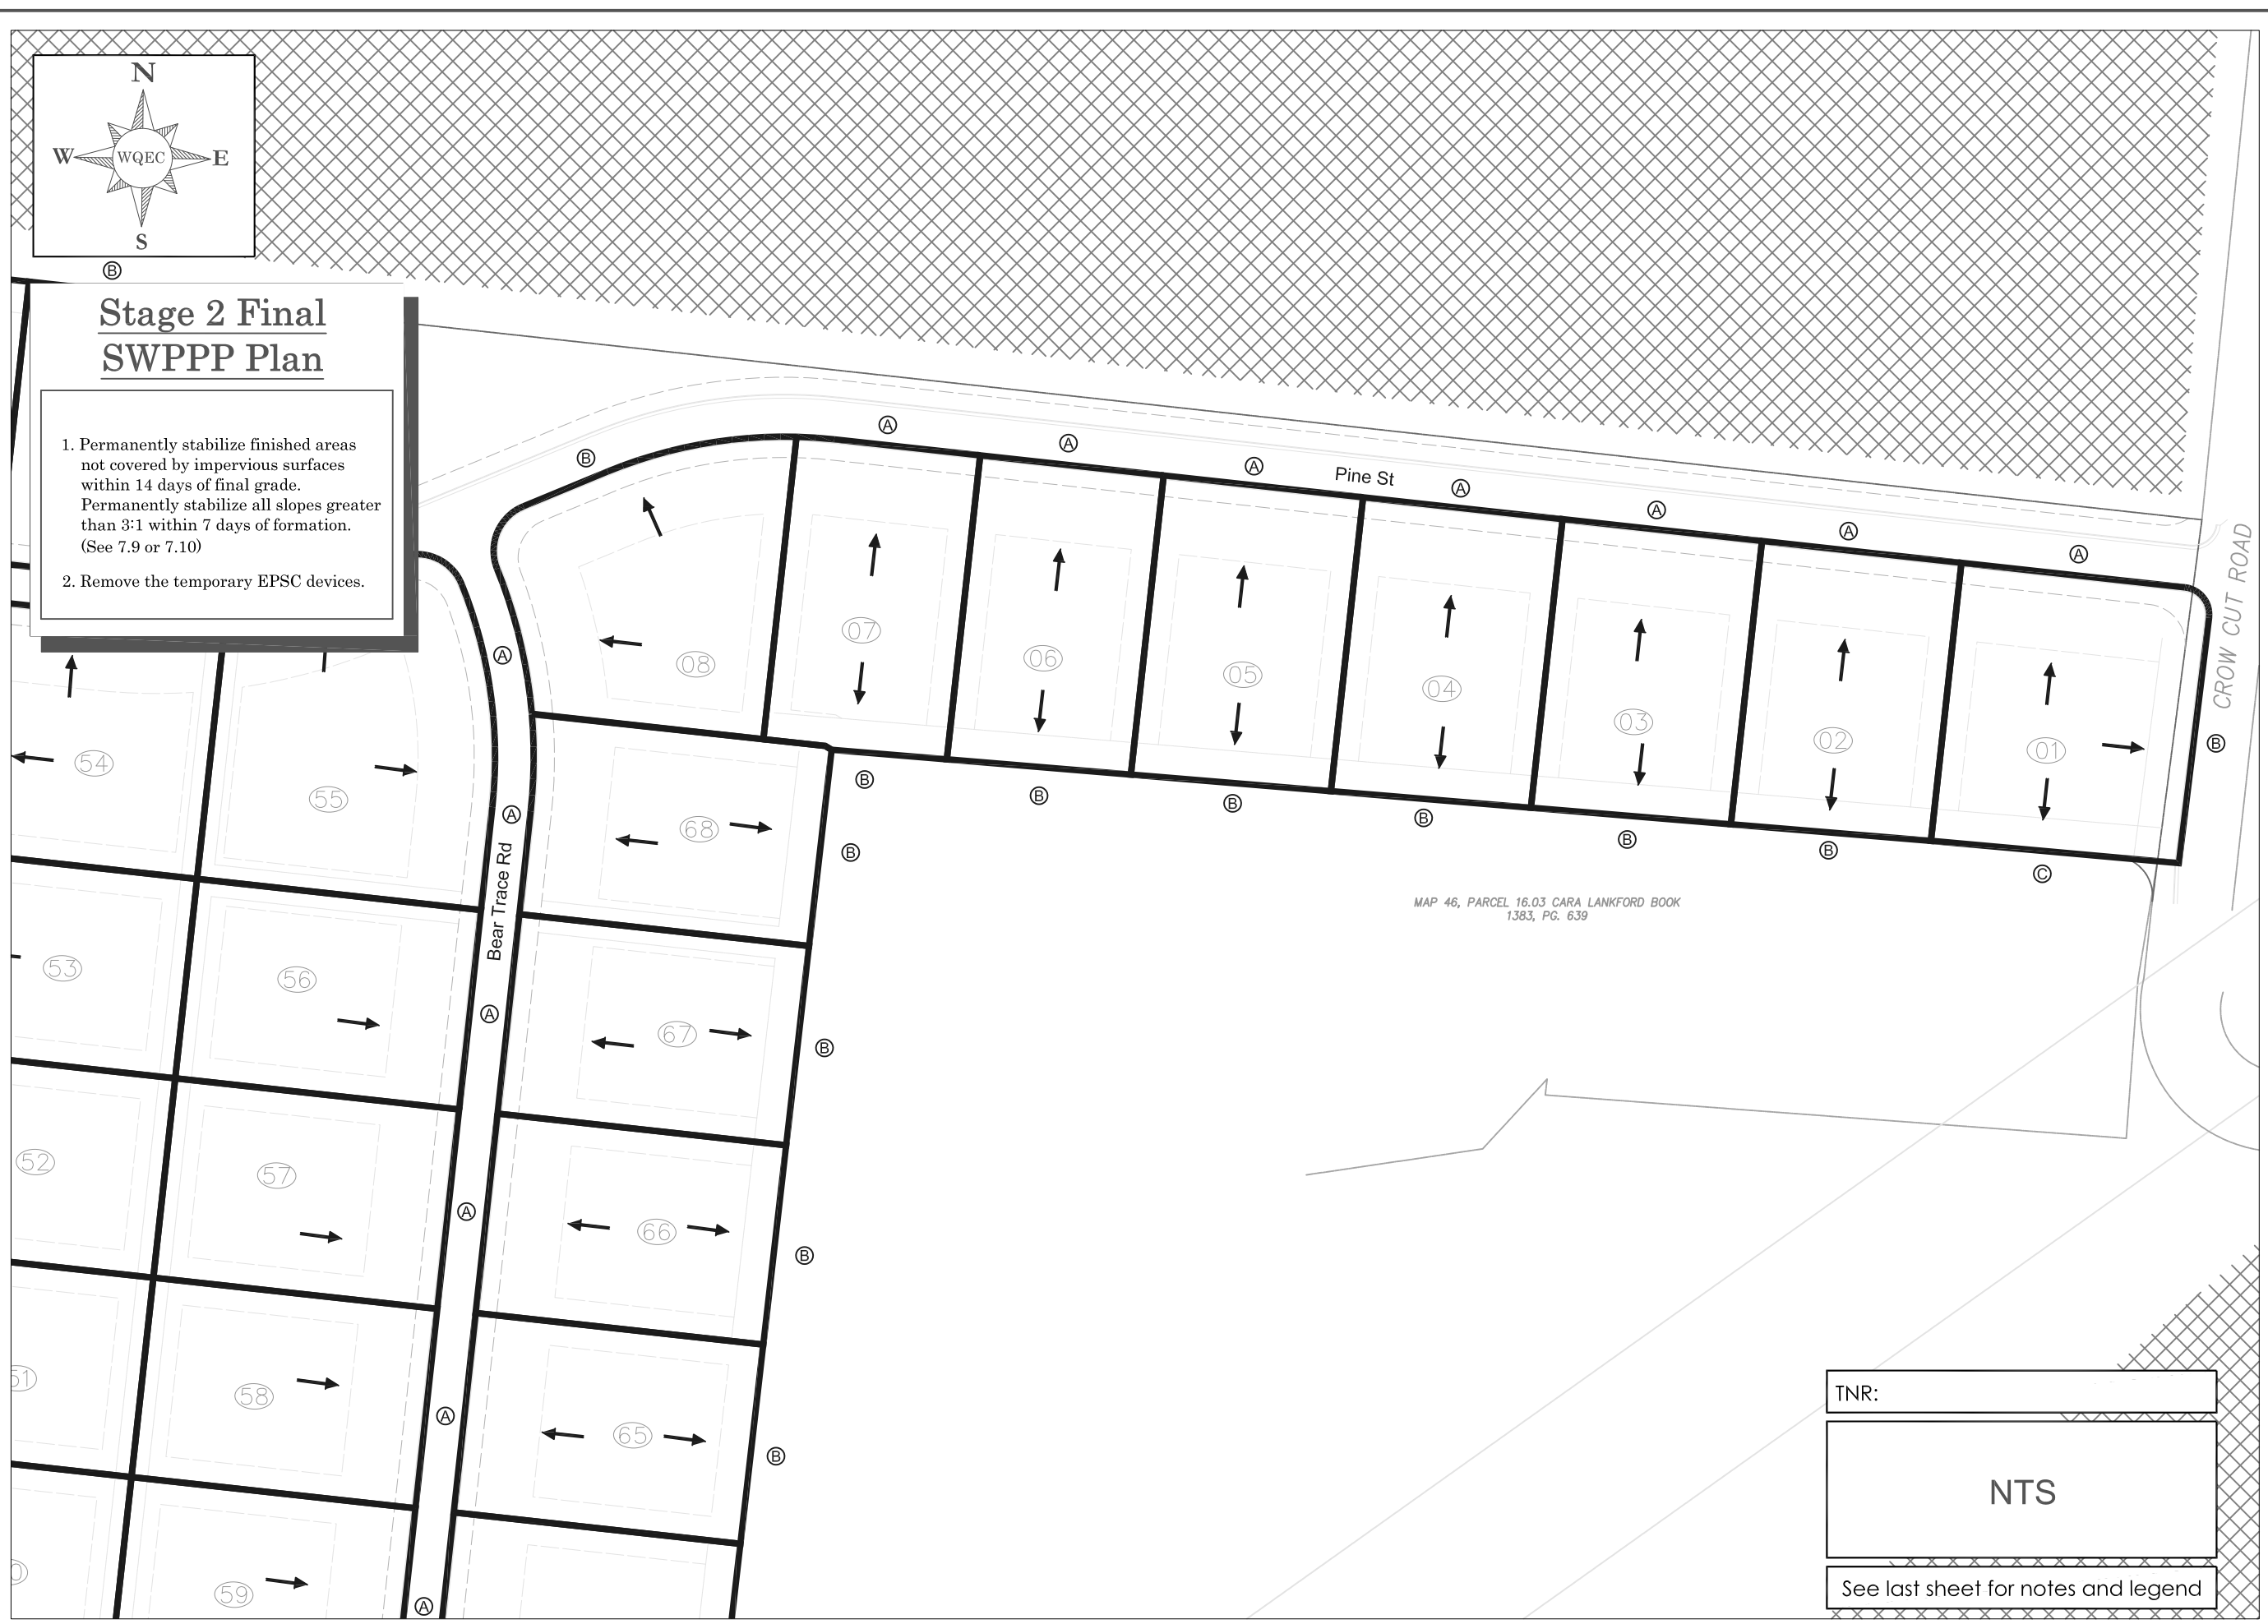 N
W
WQEC
E
S
B
Stage 2 Final
SWPPP Plan
1. Permanently stabilize finished areas
not covered by impervious surfaces
within 14 days of final grade.
Permanently stabilize all slopes greater
than 3:1 within 7 days of formation.
(See 7.9 or 7.10)
2. Remove the temporary EPSC devices.
B
A
A
A
Pine St
A
A
A
A
CROW CUT ROAD
08
07
06
05
04
03
02
01
B
B
B
B
B
B
B
C
MAP 46, PARCEL 16.03 CARA LANKFORD BOOK
1383, PG. 639
A
A
Bear Trace Rd
A
A
A
A
54
55
68
B
53
56
67
B
52
57
66
B
51
58
65
B
59
TNR:
NTS
See last sheet for notes and legend